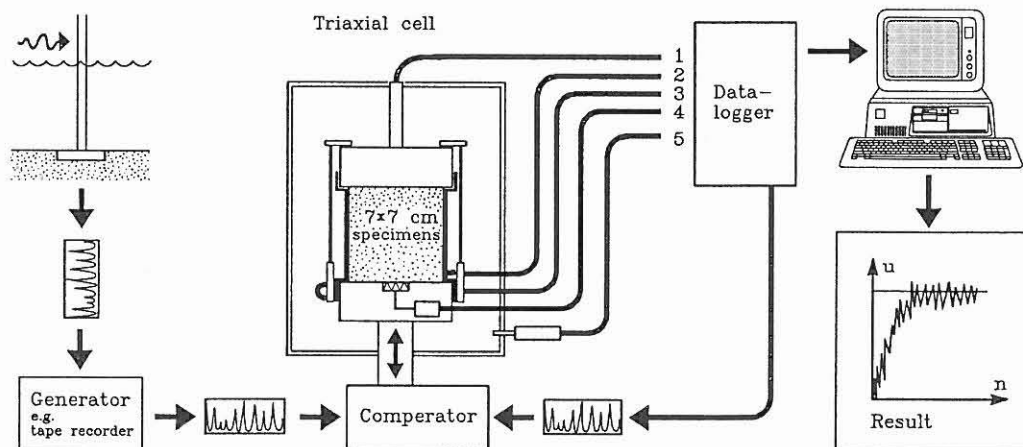 Triaxial cell
1
2
3
4
5
Data-
logger
7x7 cm
specimens
Generator
e.g.
tape recorder
Comperator
u
n
Result